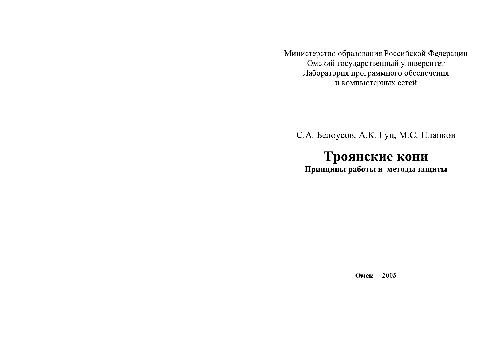 Министерство образования Российской Федерации
Омский государственный университет
Лаборатория программного обеспечения
и компьютерных сетей
С.А. Белоусов, А.К. Гуц, М.С. Планков
Троянские кони
Принципы работы и методы защиты
Омск 2003